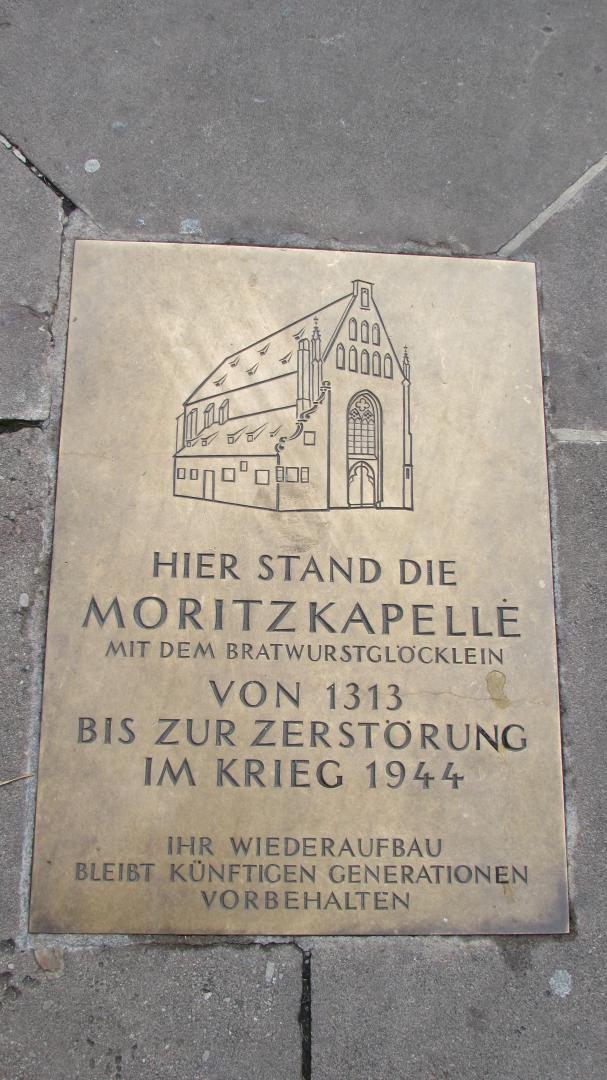 HIER STAND DIE
MORITZKAPELLE
MIT DEM BRATWURSTGLÖCKLEIN
VON 1313
BIS ZUR ZERSTÖRUNG
IM KRIEG 1944
IHR WIEDERAUFBAU
BLEIBT KÜNFTIGEN GENERATIONEN
VORBEHALTEN